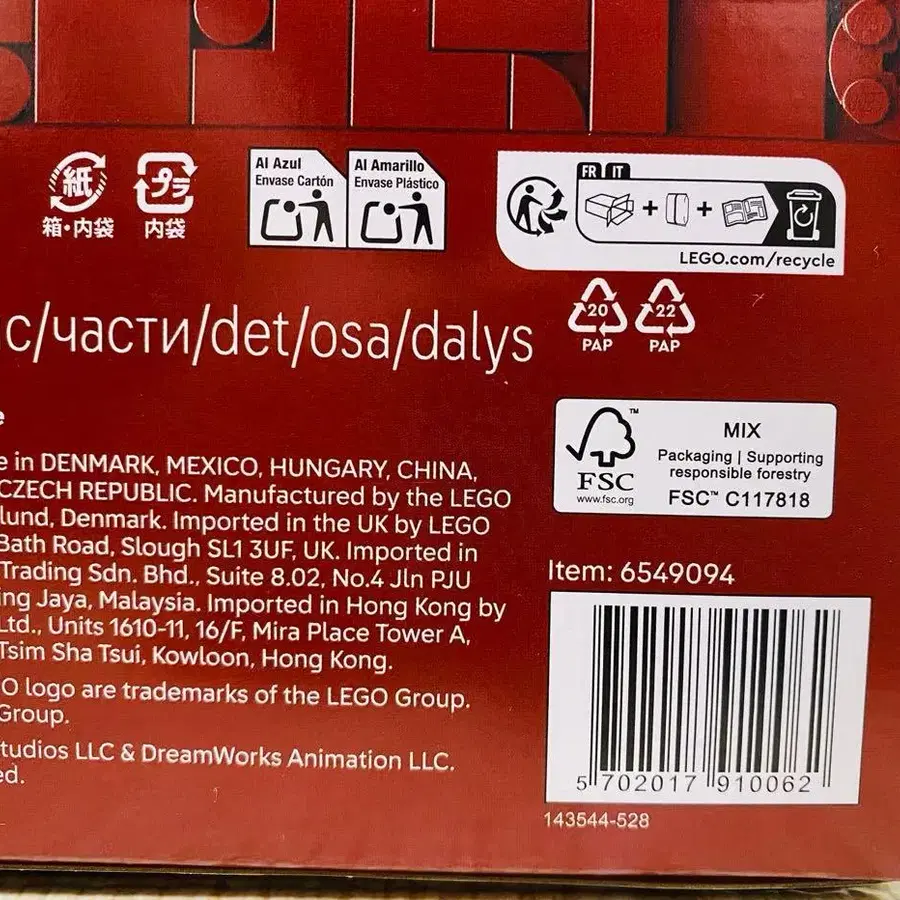 紙
プラ
箱・内袋
内袋
Al Azul
Envase Cartón
Al Amarillo
Envase Plástico
FR IT
+ +
LEGO.com/recycle
c/части/det/osa/dalys
20
PAP
22
PAP
e
e in DENMARK, MEXICO, HUNGARY, CHINA,
CZECH REPUBLIC. Manufactured by the LEGO
lund, Denmark. Imported in the UK by LEGO
Bath Road, Slough SL1 3UF, UK. Imported in
Trading Sdn. Bhd., Suite 8.02, No.4 Jln PJU
ing Jaya, Malaysia. Imported in Hong Kong by
Ltd., Units 1610-11, 16/F, Mira Place Tower A,
Tsim Sha Tsui, Kowloon, Hong Kong.
O logo are trademarks of the LEGO Group.
Group.
tudios LLC & DreamWorks Animation LLC.
ed.
FSC
™
www.fsc.org
MIX
Packaging | Supporting
responsible forestry
FSC™ C117818
Item: 6549094
5 702017 910062
143544-528